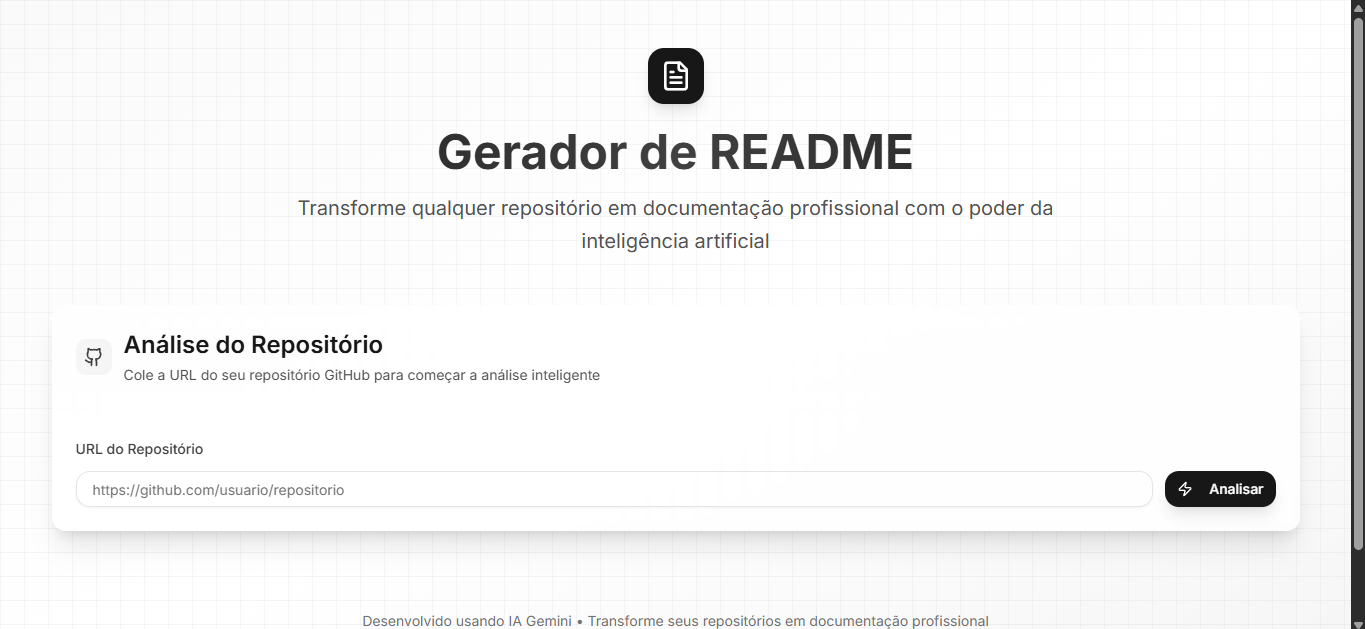 Gerador de README
Transforme qualquer repositório em documentação profissional com o poder da
inteligência artificial
Análise do Repositório
Cole a URL do seu repositório GitHub para começar a análise inteligente
URL do Repositório
https://github.com/usuario/repositorio
Analisar
Desenvolvido usando IA Gemini • Transforme seus repositórios em documentação profissional